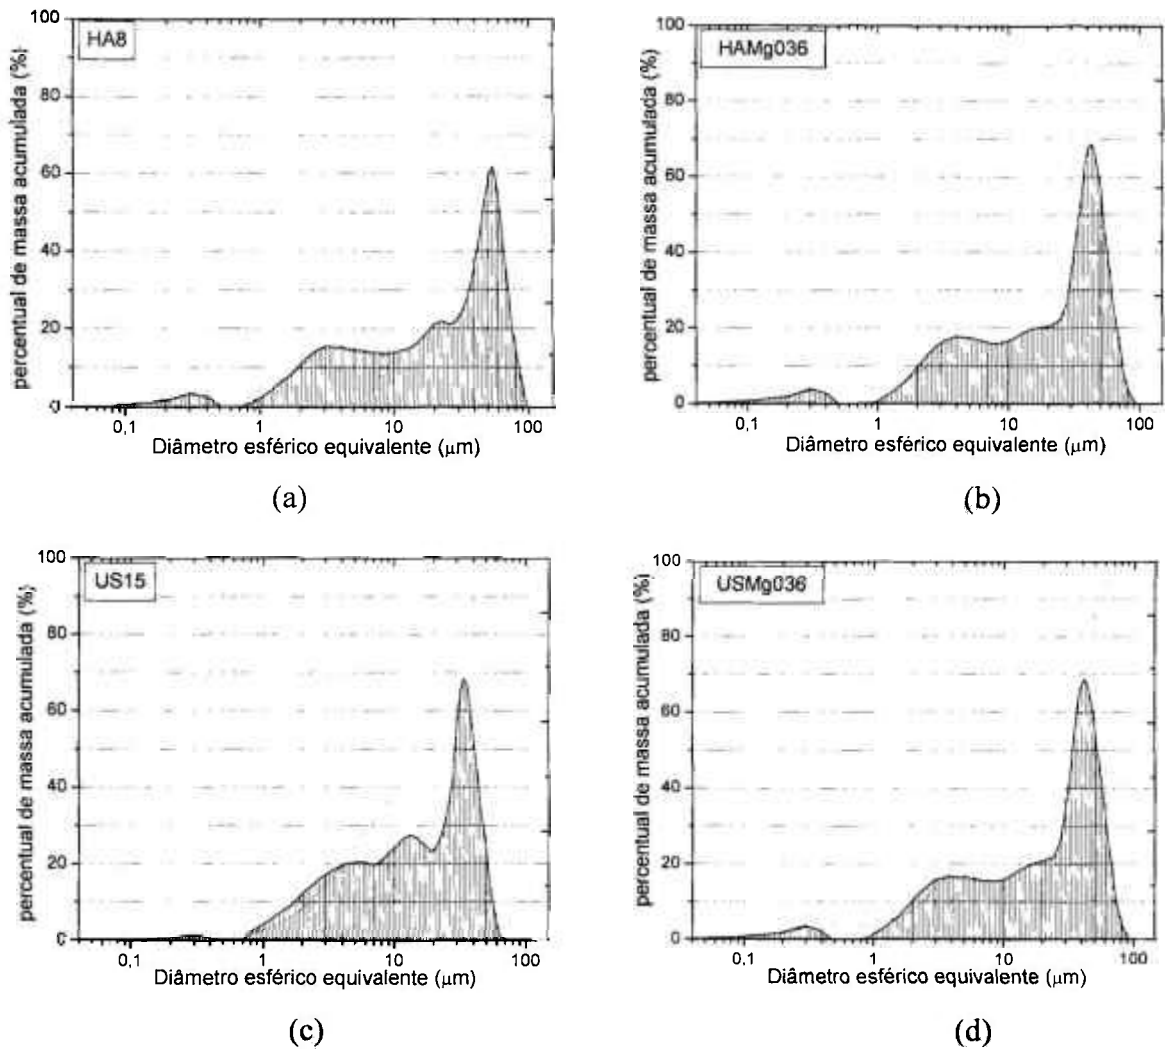 HA8
percentual de massa acumulada (%)
100
80
60
40
20
0
0,1
1
10
100
Diâmetro esférico equivalente (μm)
(a)
HAMg036
percentual de massa acumulada (%)
100
80
60
40
20
0
0,1
1
10
100
Diâmetro esférico equivalente (μm)
(b)
US15
percentual de massa acumulada (%)
100
80
60
40
20
0
0,1
1
10
100
Diâmetro esférico equivalente (μm)
(c)
USMg036
percentual de massa acumulada (%)
100
80
60
40
20
0
0,1
1
10
100
Diâmetro esférico equivalente (μm)
(d)